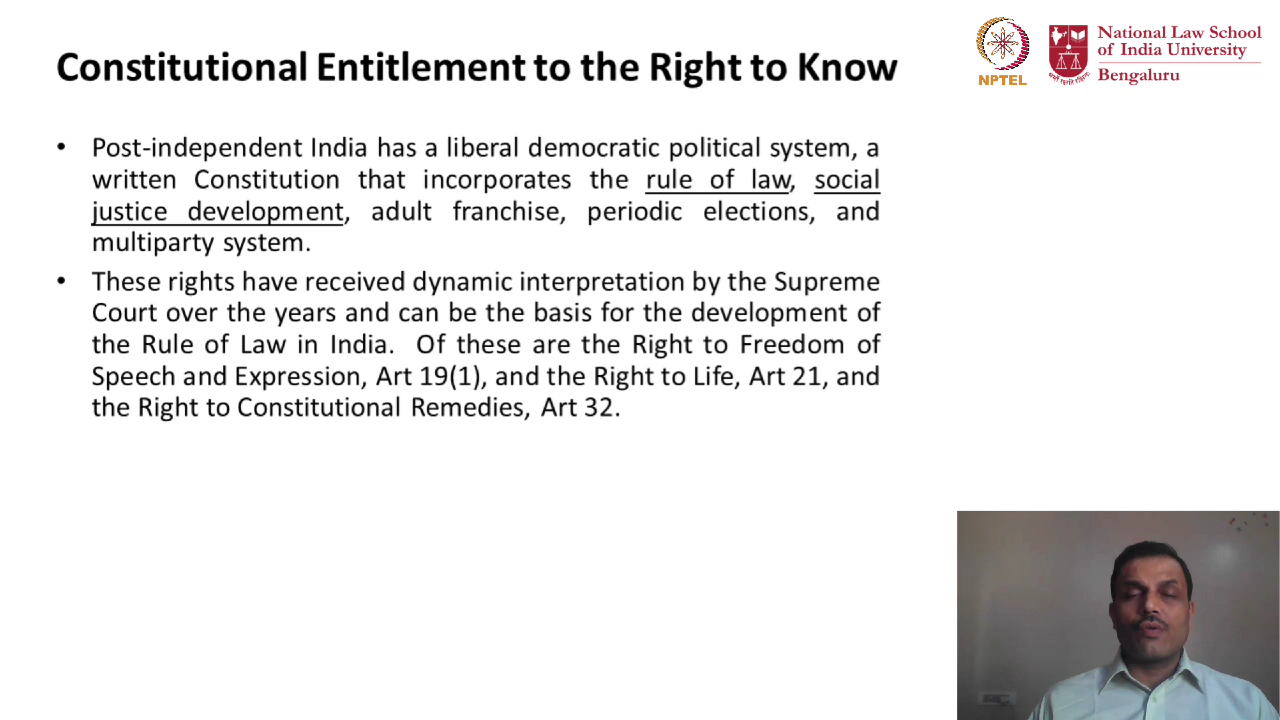 Constitutional Entitlement to the Right to Know
NPTEL
National Law School
of India University
Bengaluru
• Post-independent India has a liberal democratic political system, a
written Constitution that incorporates the rule of law, social
justice development, adult franchise, periodic elections, and
multiparty system.
• These rights have received dynamic interpretation by the Supreme
Court over the years and can be the basis for the development of
the Rule of Law in India. Of these are the Right to Freedom of
Speech and Expression, Art 19(1), and the Right to Life, Art 21, and
the Right to Constitutional Remedies, Art 32.